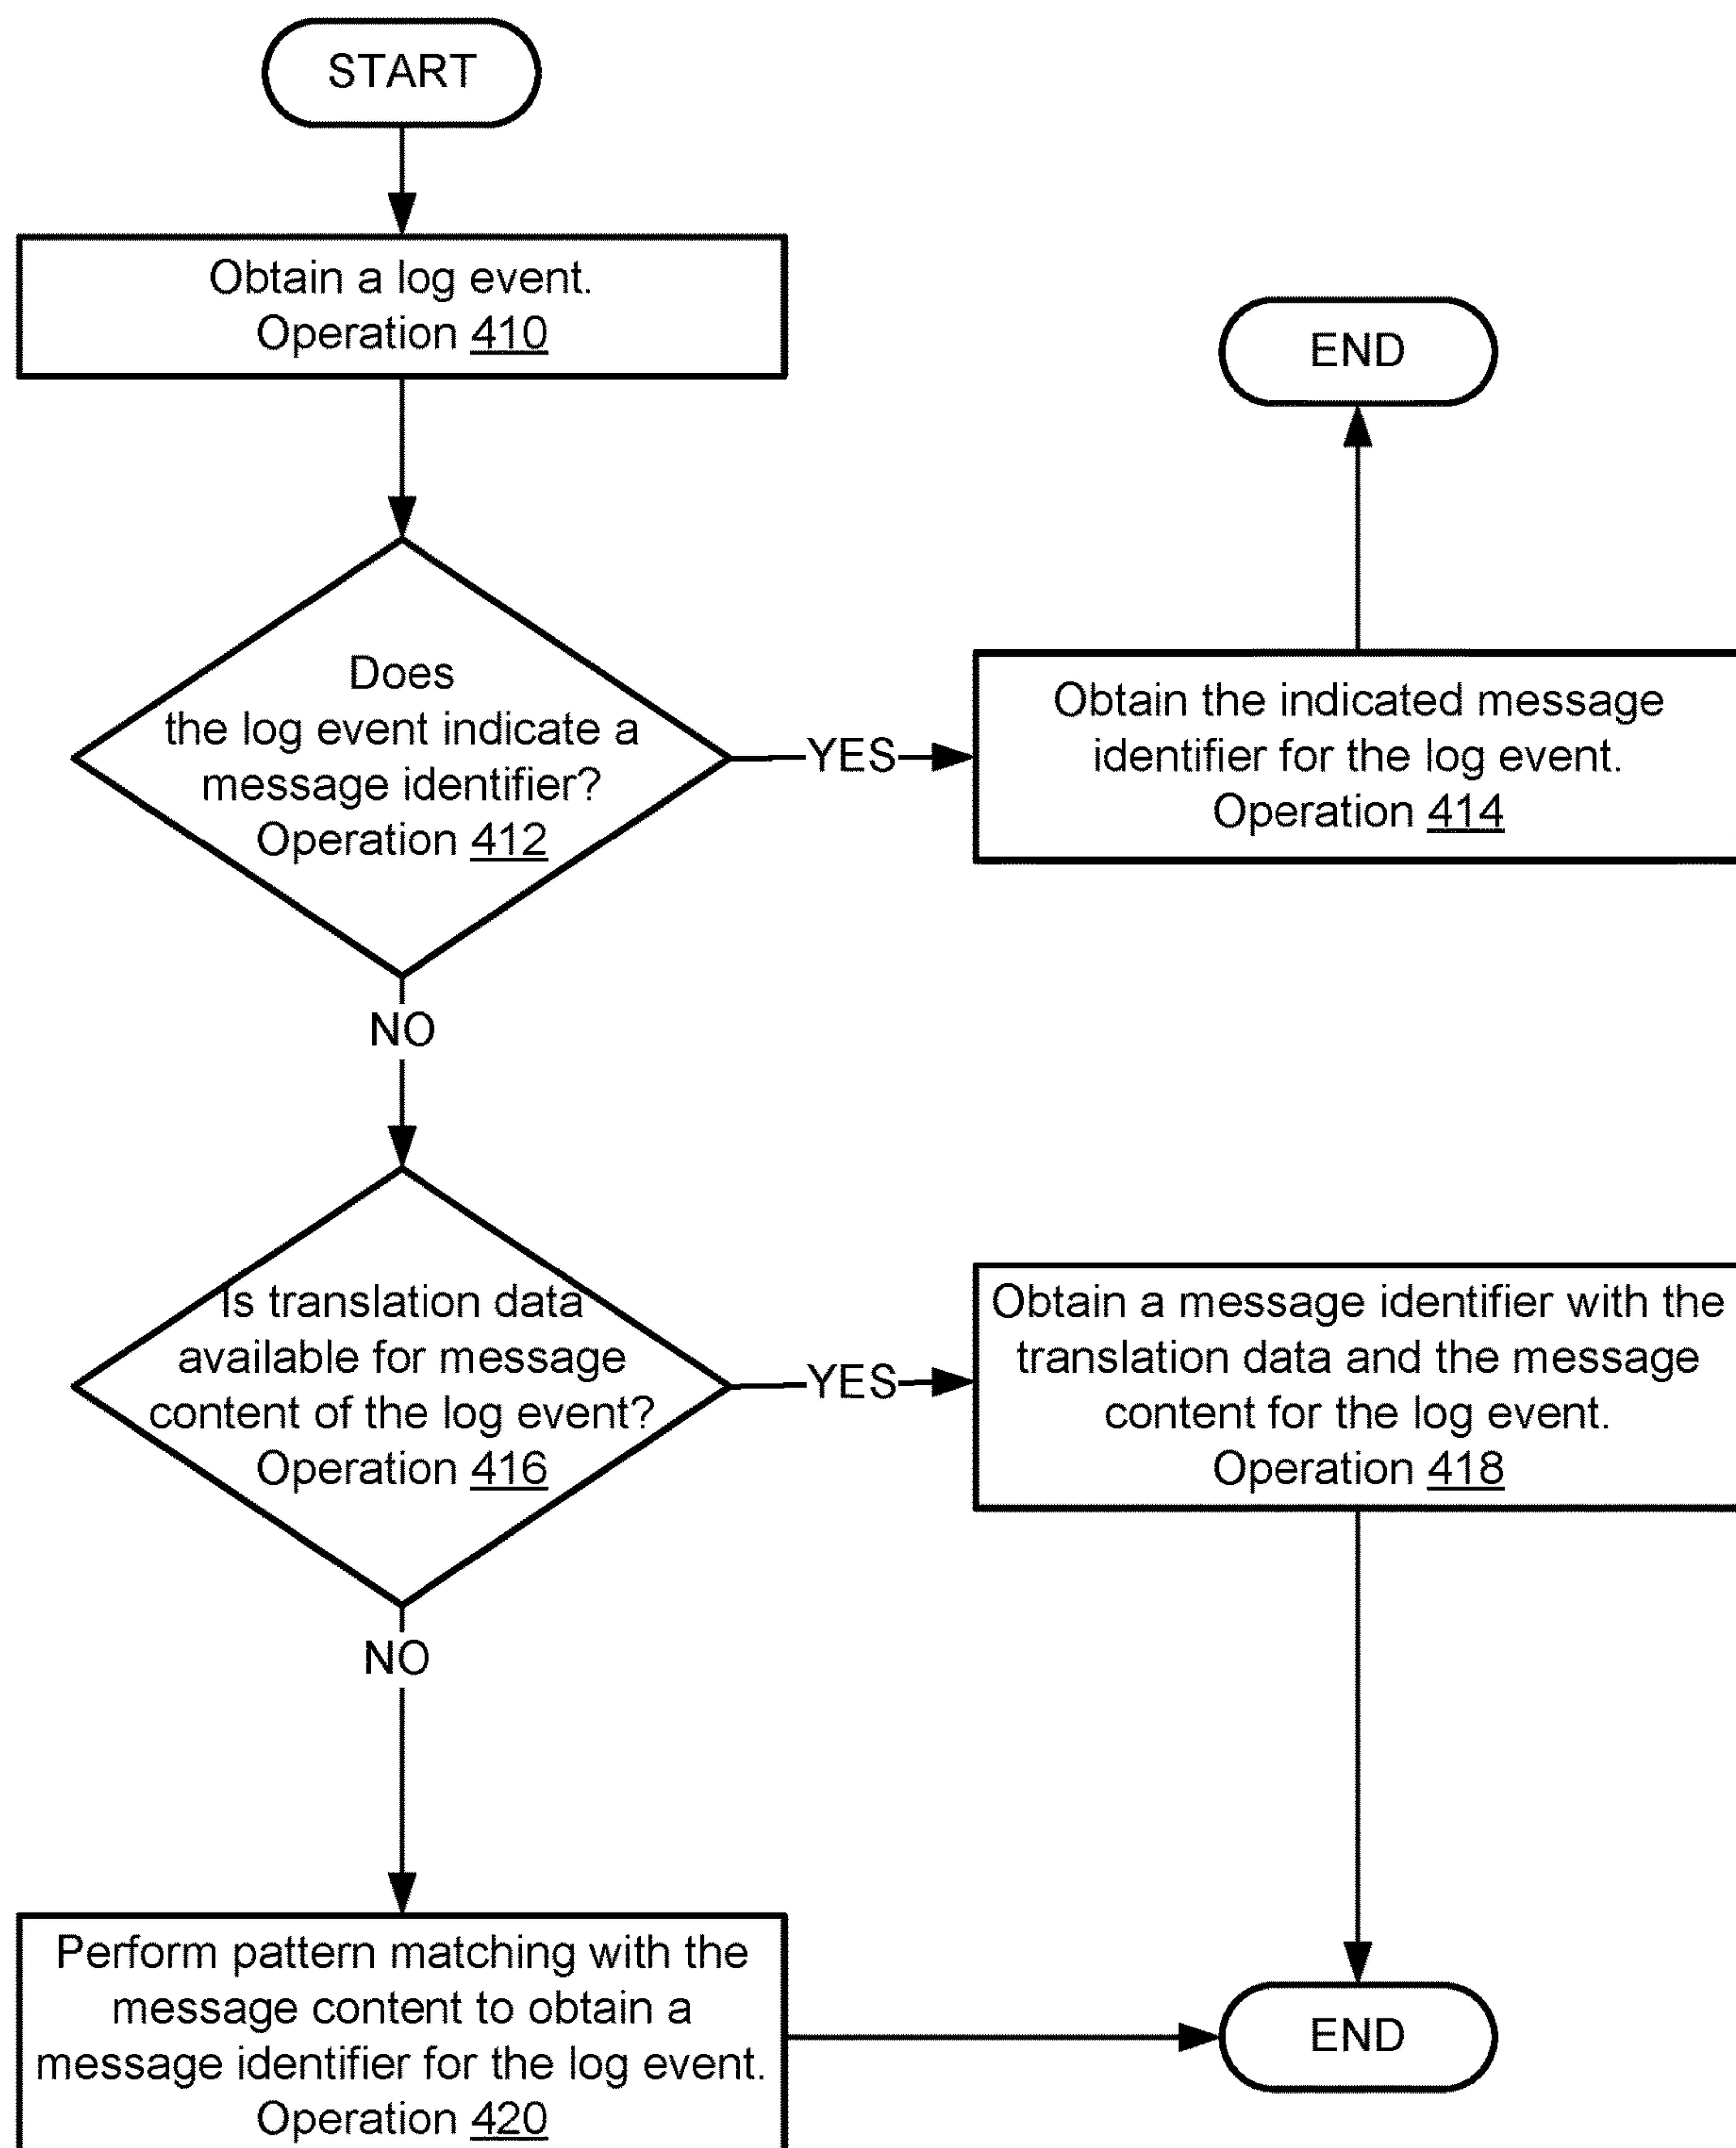 START
Obtain a log event.
Operation 410
END
Does
the log event indicate a
message identifier?
Operation 412
YES
Obtain the indicated message
identifier for the log event.
Operation 414
NO
Is translation data
available for message
content of the log event?
Operation 416
YES
Obtain a message identifier with the
translation data and the message
content for the log event.
Operation 418
NO
Perform pattern matching with the
message content to obtain a
message identifier for the log event.
Operation 420
END